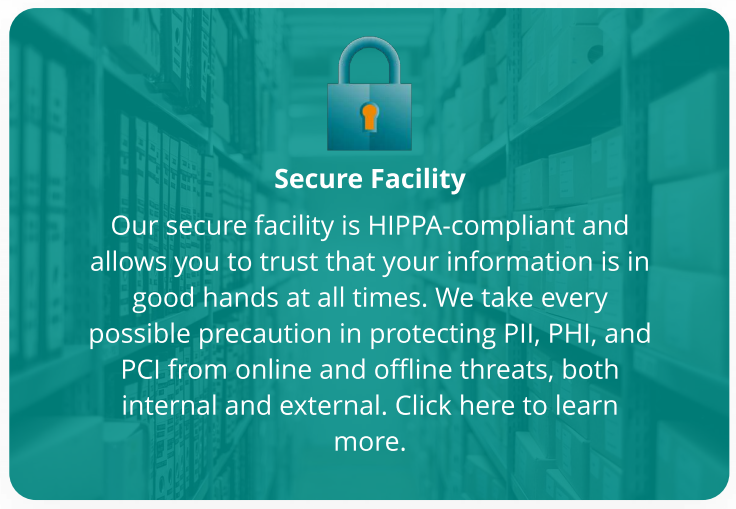 Secure Facility
Our secure facility is HIPPA-compliant and
allows you to trust that your information is in
good hands at all times. We take every
possible precaution in protecting PII, PHI, and
PCI from online and offline threats, both
internal and external. Click here to learn
more.